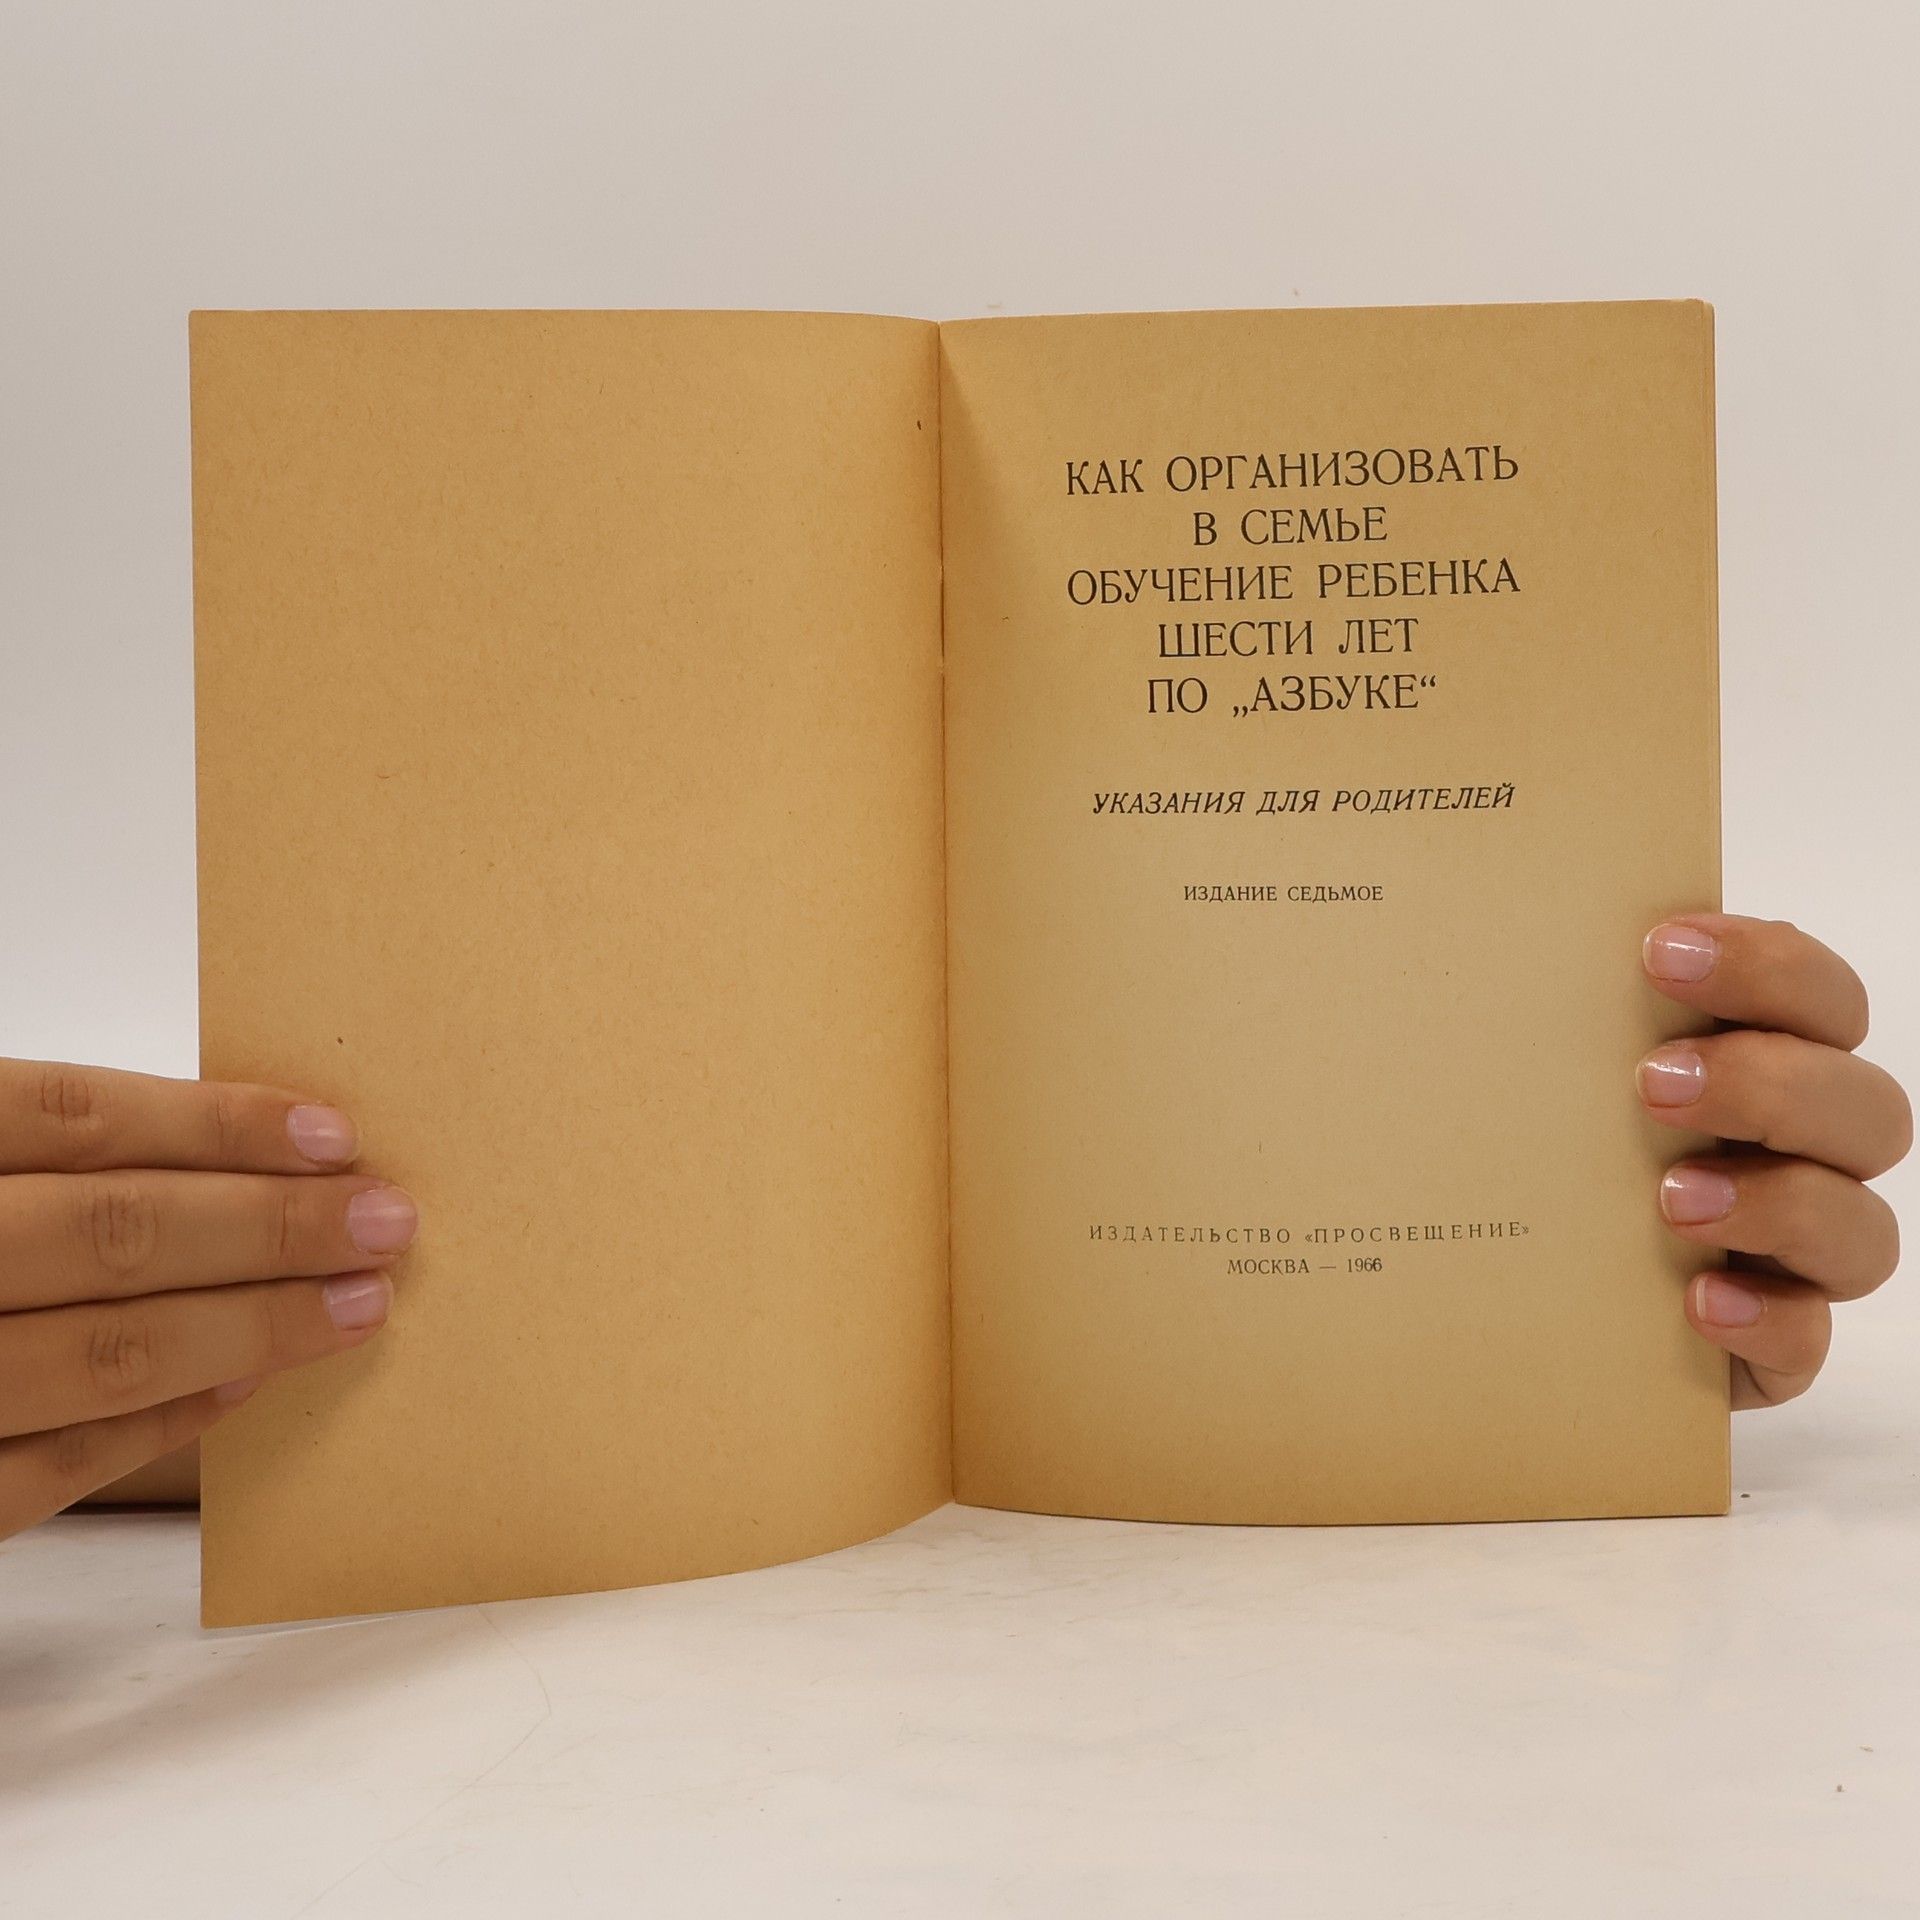 КАК ОРГАНИЗОВАТЬ
В СЕМЬЕ
ОБУЧЕНИЕ РЕБЕНКА
ШЕСТИ ЛЕТ
ПО „АЗБУКЕ“
УКАЗАНИЯ ДЛЯ РОДИТЕЛЕЙ
ИЗДАНИЕ СЕДЬМОЕ
ИЗДАТЕЛЬСТВО «ПРОСВЕЩЕНИЕ»
МОСКВА — 1966